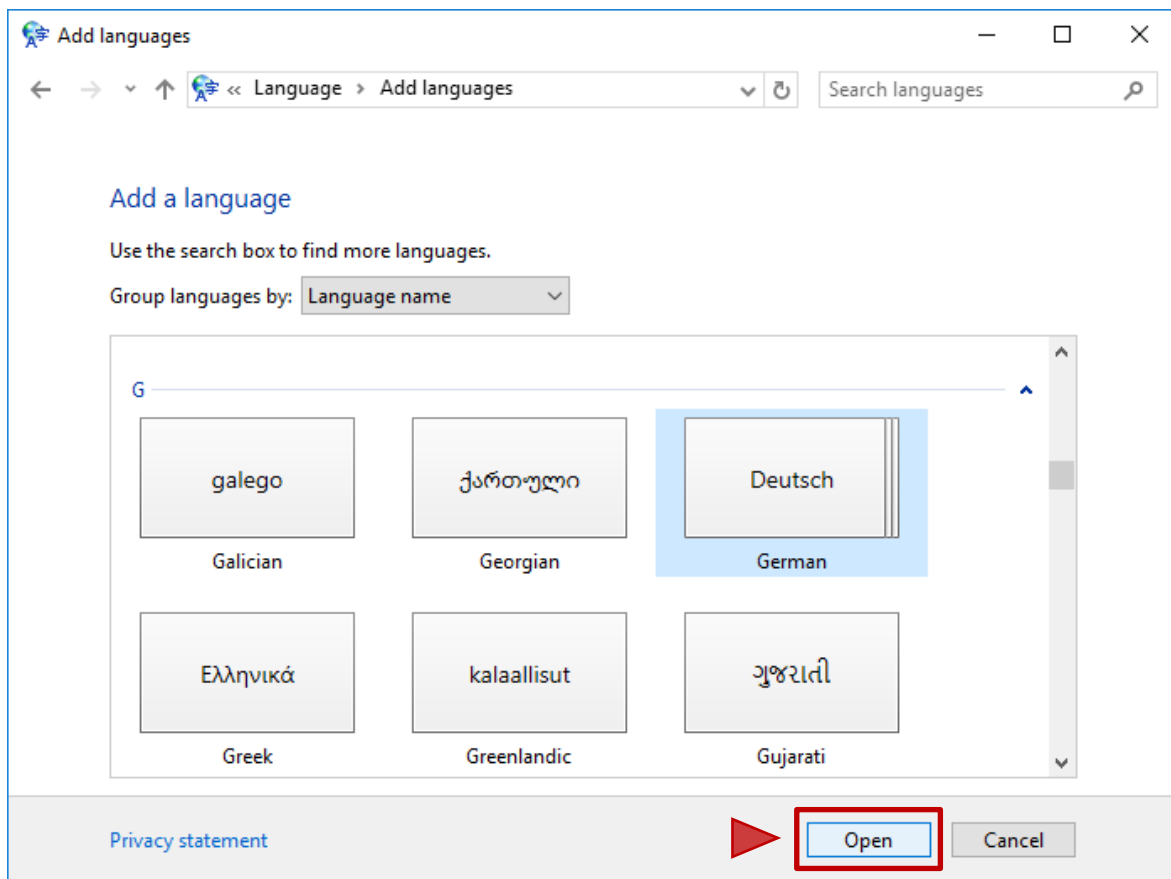 Add languages
« Language › Add languages
Search languages
Add a language
Use the search box to find more languages.
Group languages by: Language name
G
galego
ქართული
Deutsch
Galician
Georgian
German
Ελληνικά
kalaallisut
ગુજરાતી
Greek
Greenlandic
Gujarati
Privacy statement
Open
Cancel